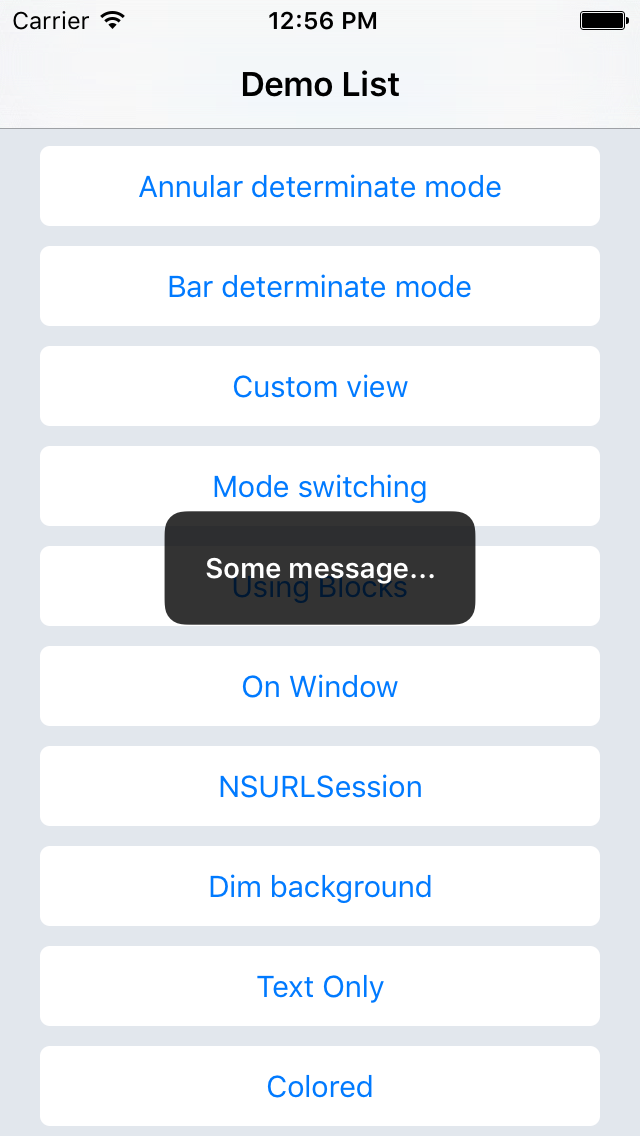 Carrier 12:56 PM
Demo List
Annular determinate mode
Bar determinate mode
Custom view
Mode switching
Some message...
Using Blocks
On Window
NSURLSession
Dim background
Text Only
Colored